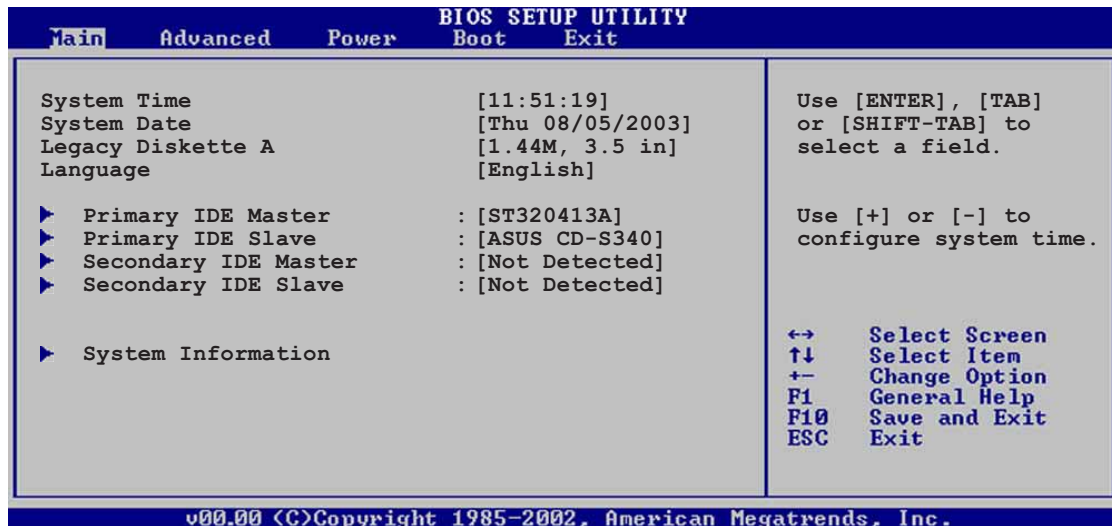 BIOS SETUP UTILITY
Main Advanced Power Boot Exit
System Time [11:51:19]
System Date [Thu 08/05/2003]
Legacy Diskette A [1.44M, 3.5 in]
Language [English]
Primary IDE Master : [ST320413A]
Primary IDE Slave : [ASUS CD-S340]
Secondary IDE Master : [Not Detected]
Secondary IDE Slave : [Not Detected]
System Information
Use [ENTER], [TAB]
or [SHIFT-TAB] to
select a field.
Use [+] or [-] to
configure system time.
←→ Select Screen
↑↓ Select Item
+- Change Option
F1 General Help
F10 Save and Exit
ESC Exit
v00.00 (C)Copyright 1985-2002, American Megatrends, Inc.